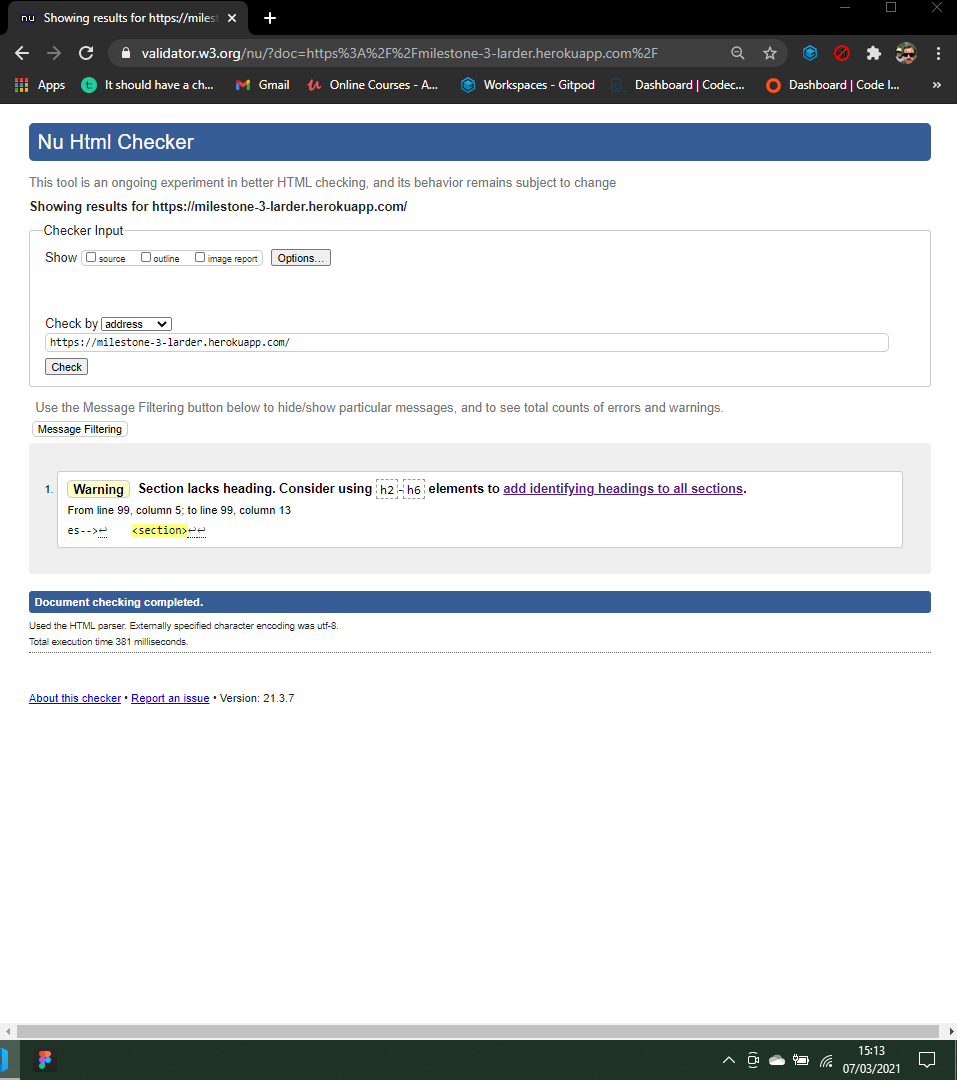 nu Showing results for https://milest
validator.w3.org/nu/?doc=https%3A%2F%2Fmilestone-3-larder.herokuapp.com%2F
Apps It should have a ch... Gmail Online Courses - A... Workspaces - Gitpod Dashboard | Codec... Dashboard | Code I... »
Nu Html Checker
This tool is an ongoing experiment in better HTML checking, and its behavior remains subject to change
Showing results for https://milestone-3-larder.herokuapp.com/
Checker Input
Show source outline image report Options...
Check by address
https://milestone-3-larder.herokuapp.com/
Check
Use the Message Filtering button below to hide/show particular messages, and to see total counts of errors and warnings.
Message Filtering
1. Warning Section lacks heading. Consider using h2-h6 elements to add identifying headings to all sections.
From line 99, column 5; to line 99, column 13
es-->↩ <section>↩↩
Document checking completed.
Used the HTML parser. Externally specified character encoding was utf-8.
Total execution time 381 milliseconds.
About this checker • Report an issue • Version: 21.3.7
15:13
07/03/2021